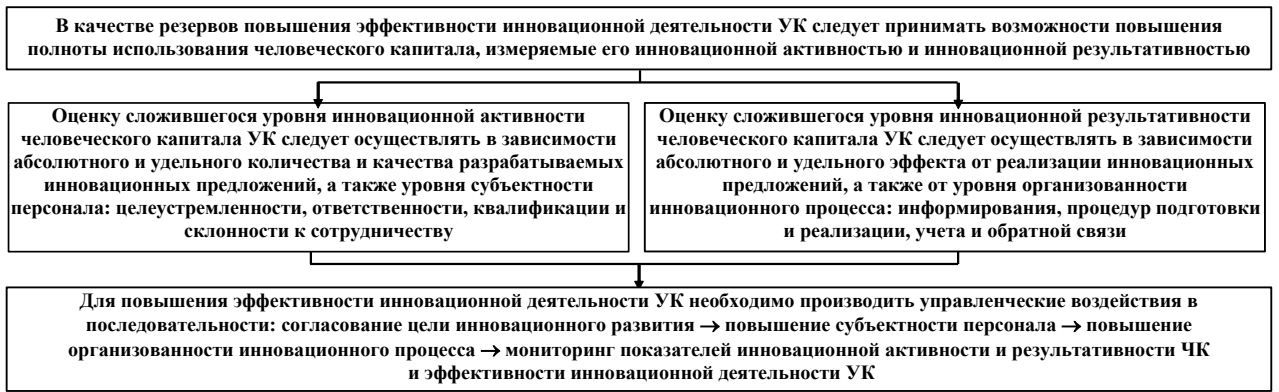 В качестве резервов повышения эффективности инновационной деятельности УК следует принимать возможности повышения
полноты использования человеческого капитала, измеряемые его инновационной активностью и инновационной результативностью
Оценку сложившегося уровня инновационной активности
человеческого капитала УК следует осуществлять в зависимости
абсолютного и удельного количества и качества разрабатываемых
инновационных предложений, а также уровня субъектности
персонала: целеустремленности, ответственности, квалификации и
склонности к сотрудничеству
Оценку сложившегося уровня инновационной результативности
человеческого капитала УК следует осуществлять в зависимости
абсолютного и удельного эффекта от реализации инновационных
предложений, а также от уровня организованности
инновационного процесса: информирования, процедур подготовки
и реализации, учета и обратной связи
Для повышения эффективности инновационной деятельности УК необходимо производить управленческие воздействия в
последовательности: согласование цели инновационного развития → повышение субъектности персонала → повышение
организованности инновационного процесса → мониторинг показателей инновационной активности и результативности ЧК
и эффективности инновационной деятельности УК